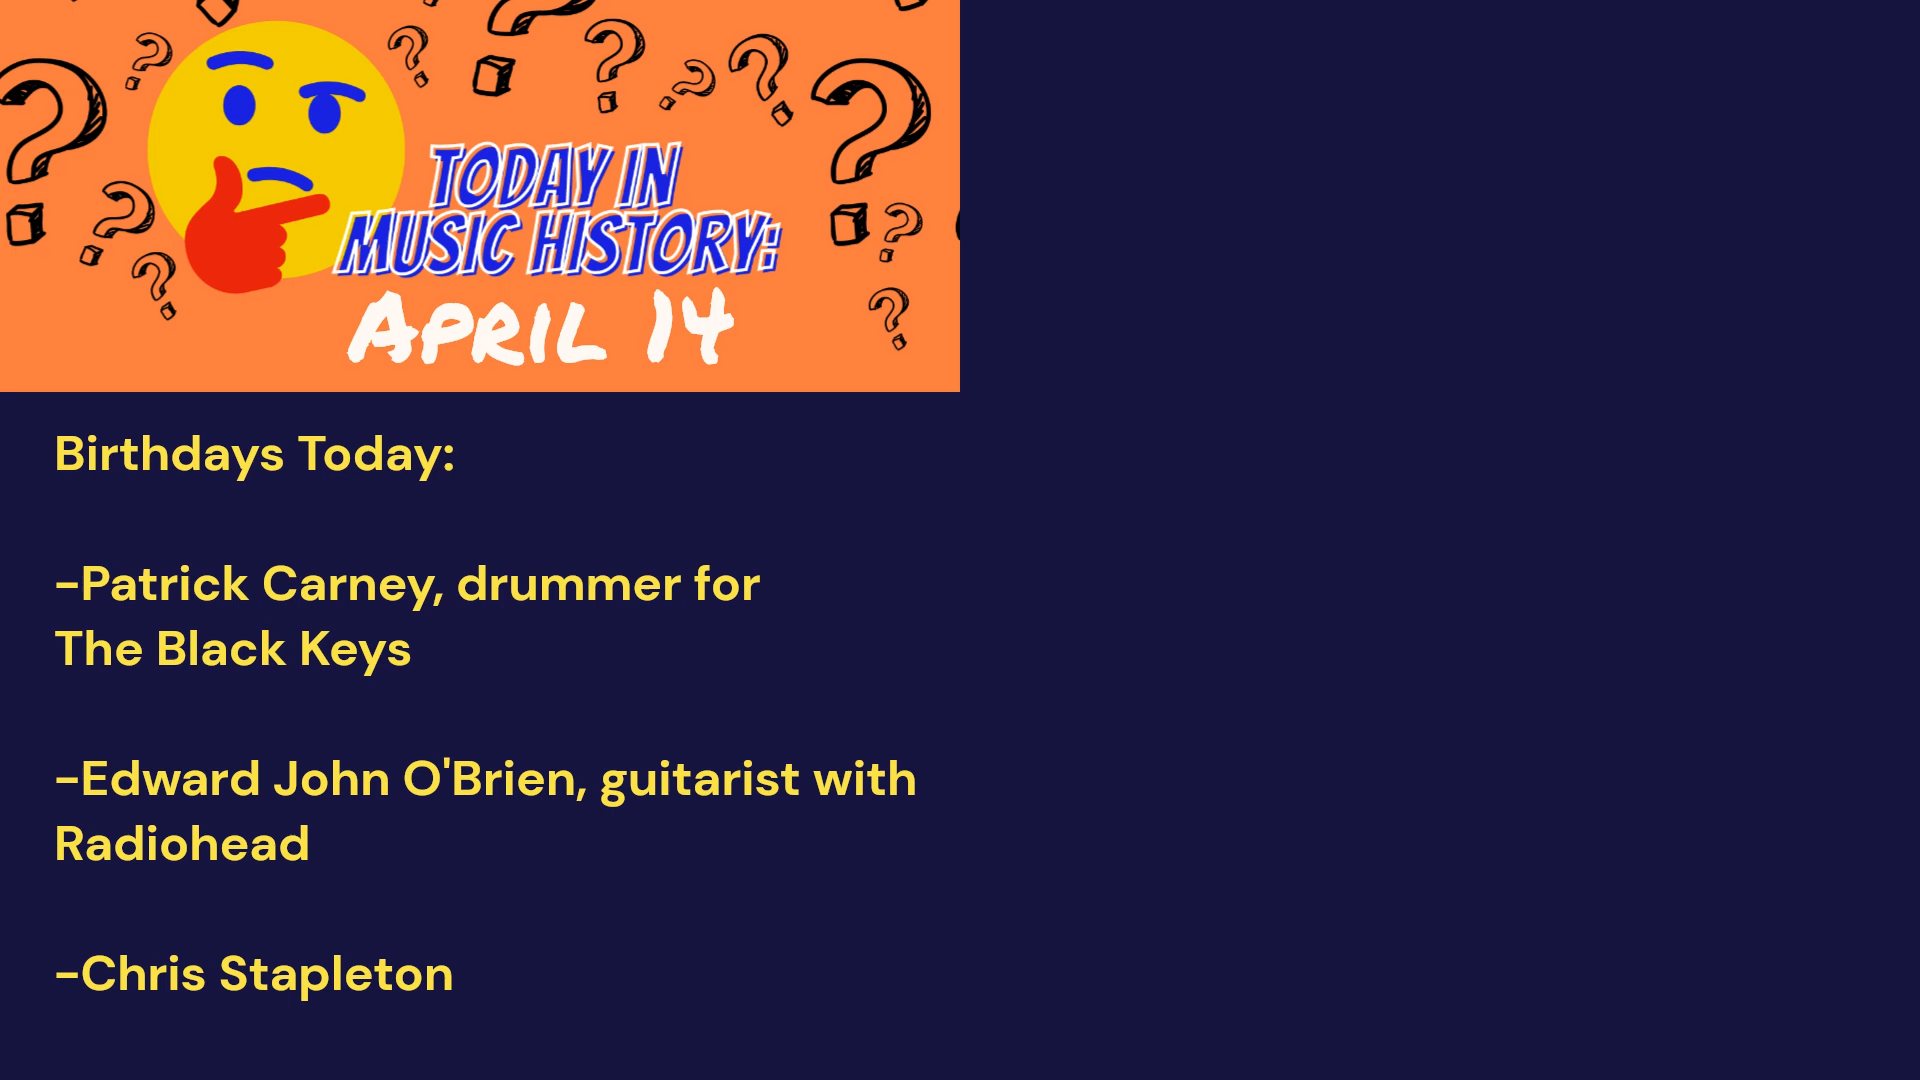 TODAY IN
MUSIC HISTORY:
APRIL 14
Birthdays Today:
-Patrick Carney, drummer for
The Black Keys
-Edward John O'Brien, guitarist with
Radiohead
-Chris Stapleton